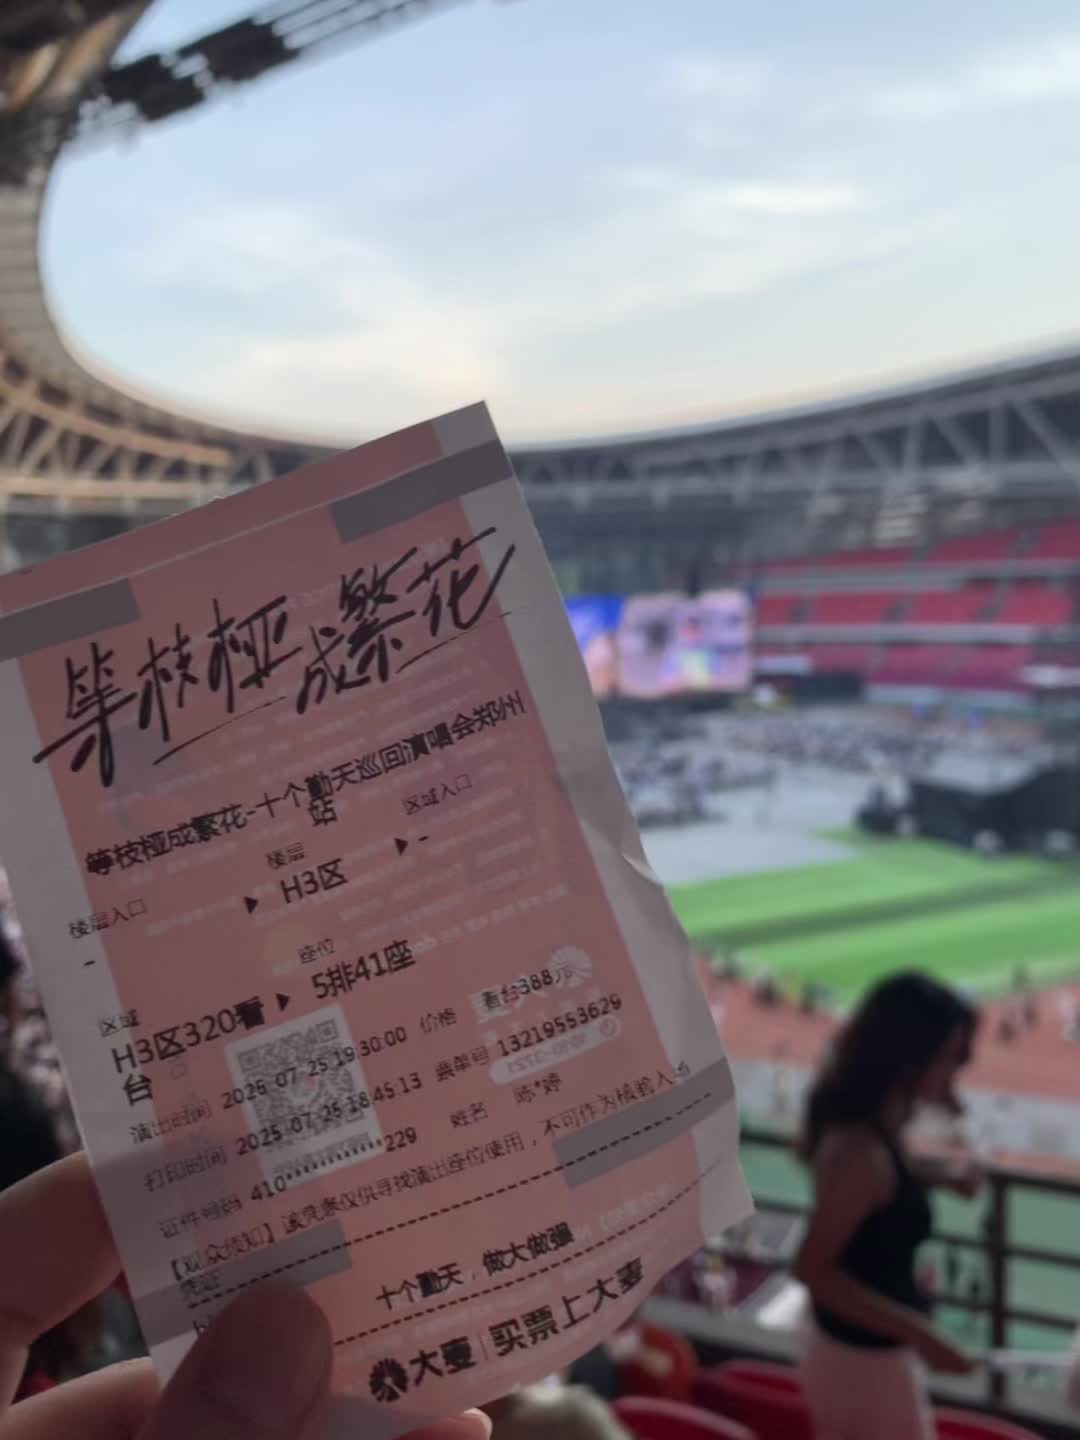 等枝桠成繁花
等枝桠成繁花-十个勤天巡回演唱会郑州
站
楼层入口
楼层
区域入口
-
H3区
-
区域
座位
H3区320看
台
5排41座
演出时间 2026-07-25 19:30:00 价格 看台388元
打印时间 2025-07-25 18:45:13 票单号 13219553629
证件号码 410***********229 姓名 陈*婷
【观众须知】该凭条仅供寻找演出座位使用，不可作为核验入场
凭证
十个勤天，做大做强
大麦 | 买票上大麦